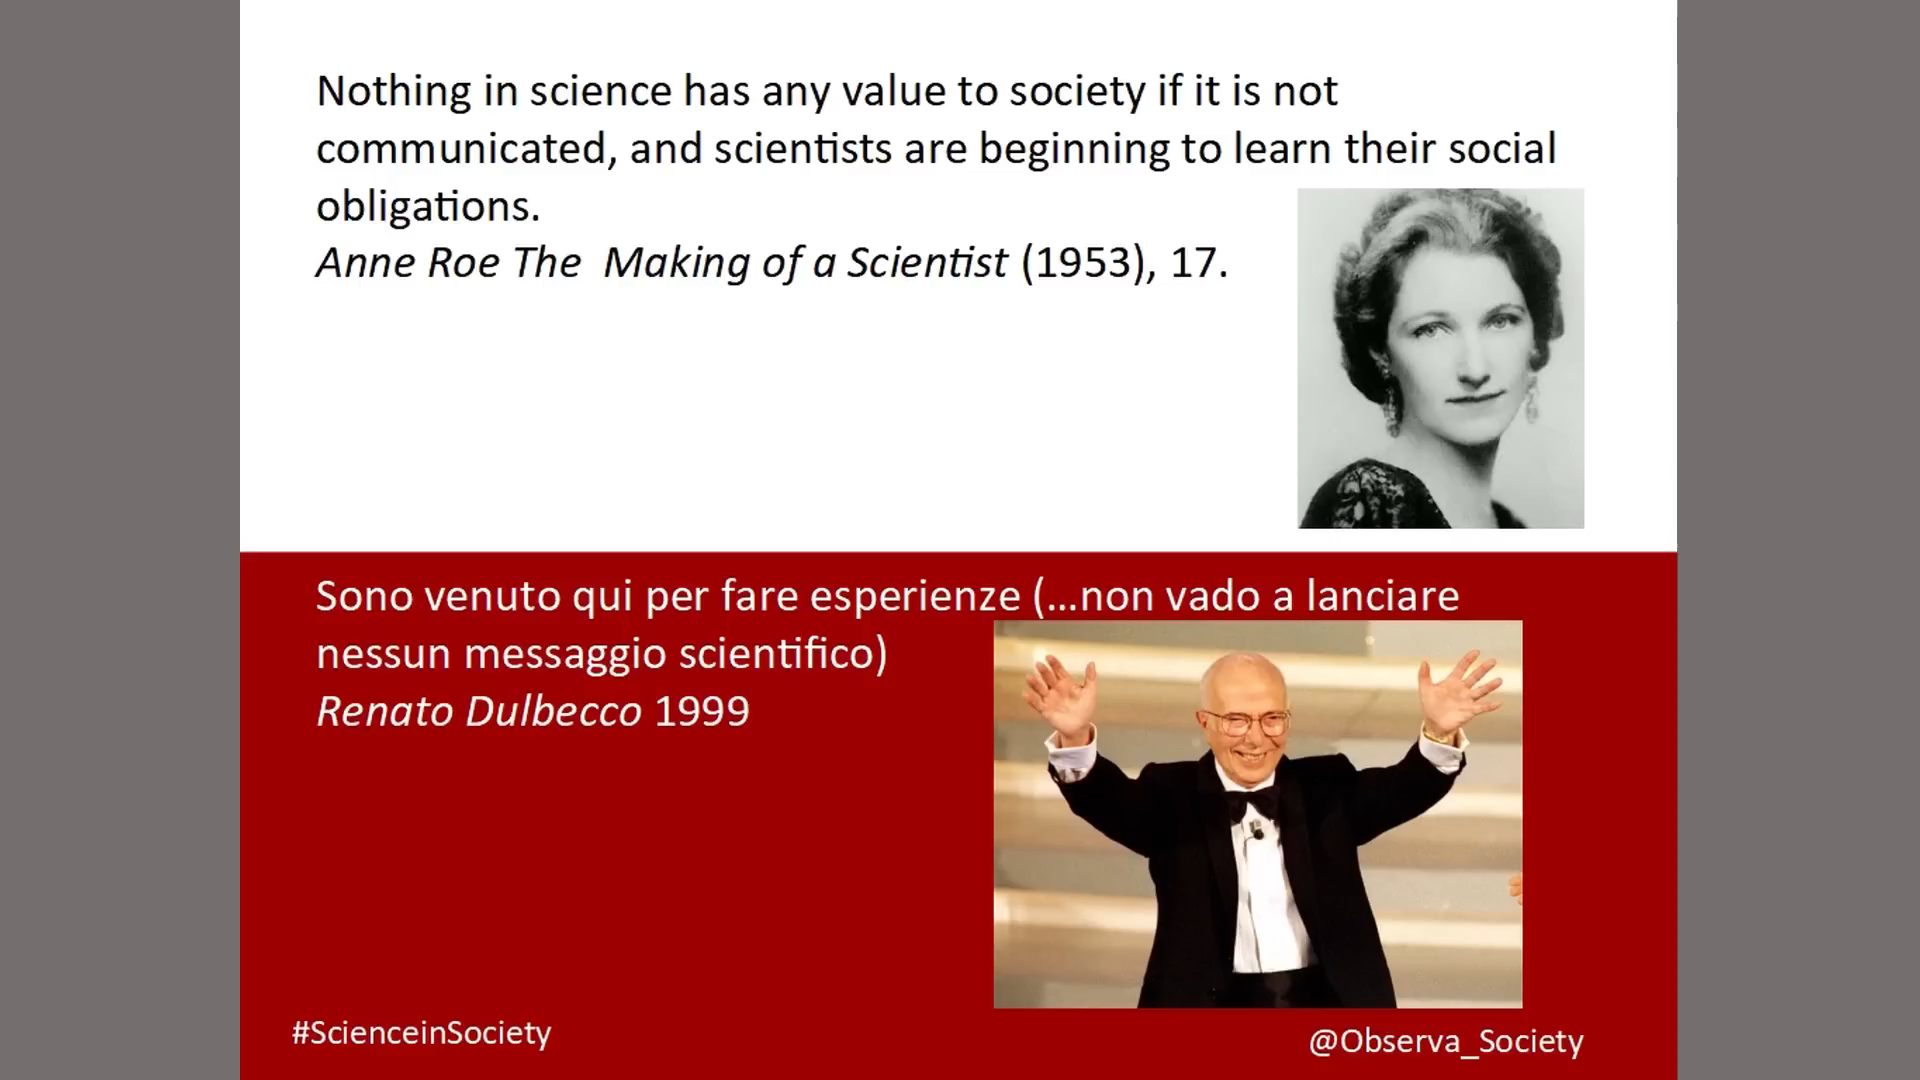 Nothing in science has any value to society if it is not
communicated, and scientists are beginning to learn their social
obligations.
Anne Roe The  Making of a Scientist (1953), 17.
Sono venuto qui per fare esperienze (...non vado a lanciare
nessun messaggio scientifico)
Renato Dulbecco 1999
#ScienceinSociety
@Observa_Society